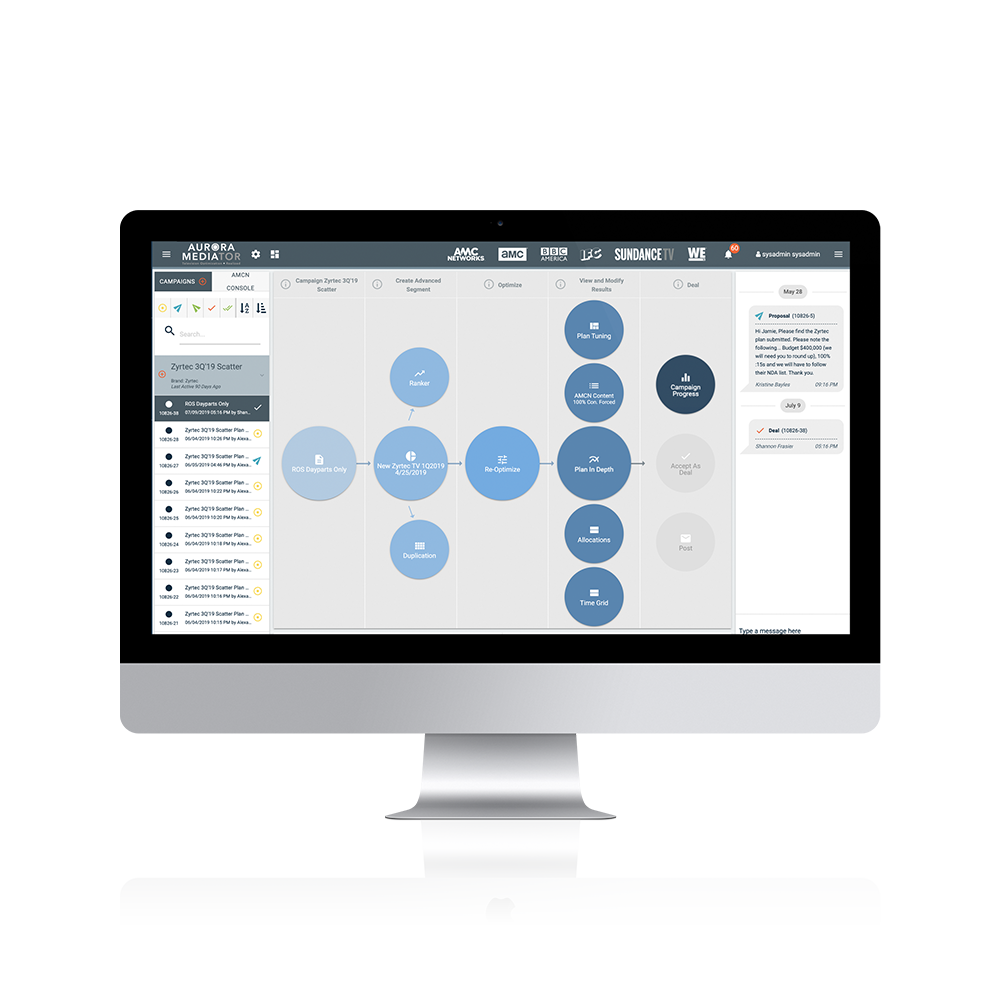 AURORA
MEDIATOR
AMC
NETWORKS
aMC
BBC
AMERICA
IFC
SUNDANCE TV
WE
60
sysadmin sysadmin
CAMPAIGNS
AMCN
CONSOLE
Search...
Zyrtec 3Q'19 Scatter
Brand: Zyrtec
Last Active 90 Days Ago
ROS Dayparts Only
10826-38 07/09/2019 05:16 PM by Shan..
Zyrtec 3Q'19 Scatter Plan ...
10826-28 06/04/2019 10:26 PM by Alexa..
Zyrtec 3Q'19 Scatter Plan ...
10826-27 06/05/2019 04:46 PM by Alexa..
Zyrtec 3Q'19 Scatter Plan ...
10826-26 06/04/2019 10:22 PM by Alexa..
Zyrtec 3Q'19 Scatter Plan ...
10826-25 06/04/2019 10:20 PM by Alexa..
Zyrtec 3Q'19 Scatter Plan ...
10826-24 06/04/2019 10:18 PM by Alexa..
Zyrtec 3Q'19 Scatter Plan ...
10826-23 06/04/2019 10:17 PM by Alexa..
Zyrtec 3Q'19 Scatter Plan ...
10826-22 06/04/2019 10:16 PM by Alexa..
Zyrtec 3Q'19 Scatter Plan ...
10826-21 06/04/2019 10:15 PM by Alexa..
Campaign Zyrtec 3Q'19
Scatter
Create Advanced
Segment
Optimize
View and Modify
Results
Deal
ROS Dayparts Only
Ranker
New Zyrtec TV 1Q2019
4/25/2019
Duplication
Re-Optimize
Plan Tuning
AMCN Content
100% Con. Forced
Plan In Depth
Allocations
Time Grid
Campaign
Progress
Accept As
Deal
Post
May 28
Proposal (10826-5)
Hi Jamie, Please find the Zyrtec
plan submitted. Please note the
following... Budget $400,000 (we
will need you to round up), 100%
:15s and we will have to follow
their NDA list. Thank you.
Kristine Bayles 09:16 PM
July 9
Deal (10826-38)
Shannon Frasier 05:16 PM
Type a message here